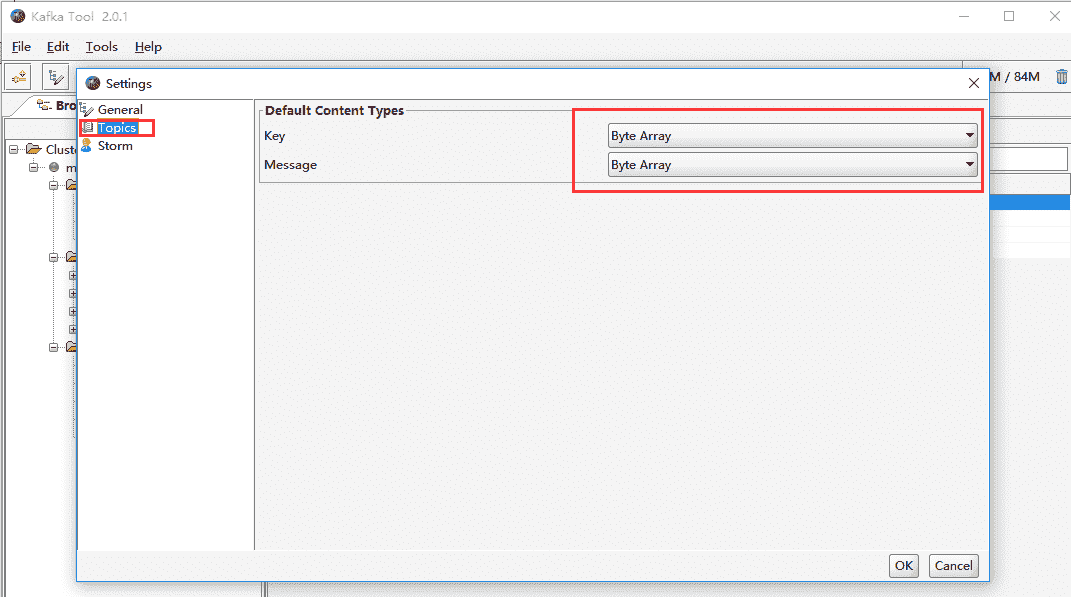 Kafka Tool 2.0.1
File Edit Tools Help
Settings
M / 84M
Bro
General
Topics
Storm
Default Content Types
Key Byte Array
Message Byte Array
Cluste
m
OK Cancel